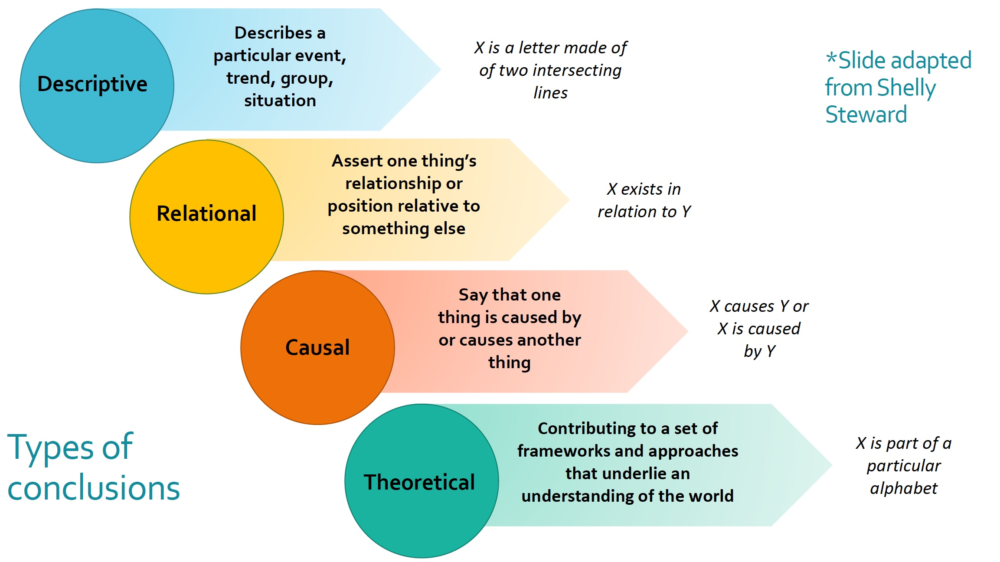 Descriptive
Describes a
particular event,
trend, group,
situation
X is a letter made of
of two intersecting
lines
*Slide adapted
from Shelly
Steward
Relational
Assert one thing’s
relationship or
position relative to
something else
X exists in
relation to Y
Causal
Say that one
thing is caused by
or causes another
thing
X causes Y or
X is caused
by Y
Theoretical
Contributing to a set of
frameworks and approaches
that underlie an
understanding of the world
X is part of a
particular
alphabet
Types of
conclusions